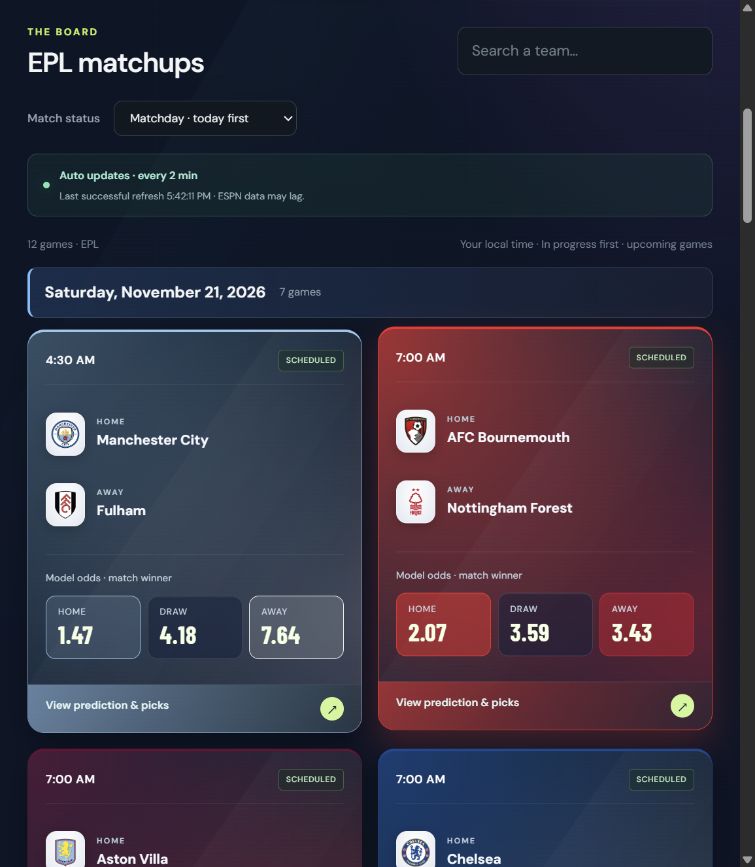 THE BOARD
EPL matchups
Search a team...
Match status
Matchday · today first
Auto updates · every 2 min
Last successful refresh 5:42:11 PM · ESPN data may lag.
12 games · EPL
Your local time · In progress first · upcoming games
Saturday, November 21, 2026
7 games
4:30 AM
SCHEDULED
HOME
Manchester City
AWAY
Fulham
Model odds · match winner
HOME
1.47
DRAW
4.18
AWAY
7.64
View prediction & picks
7:00 AM
SCHEDULED
HOME
AFC Bournemouth
AWAY
Nottingham Forest
Model odds · match winner
HOME
2.07
DRAW
3.59
AWAY
3.43
View prediction & picks
7:00 AM
SCHEDULED
HOME
Aston Villa
7:00 AM
SCHEDULED
HOME
Chelsea